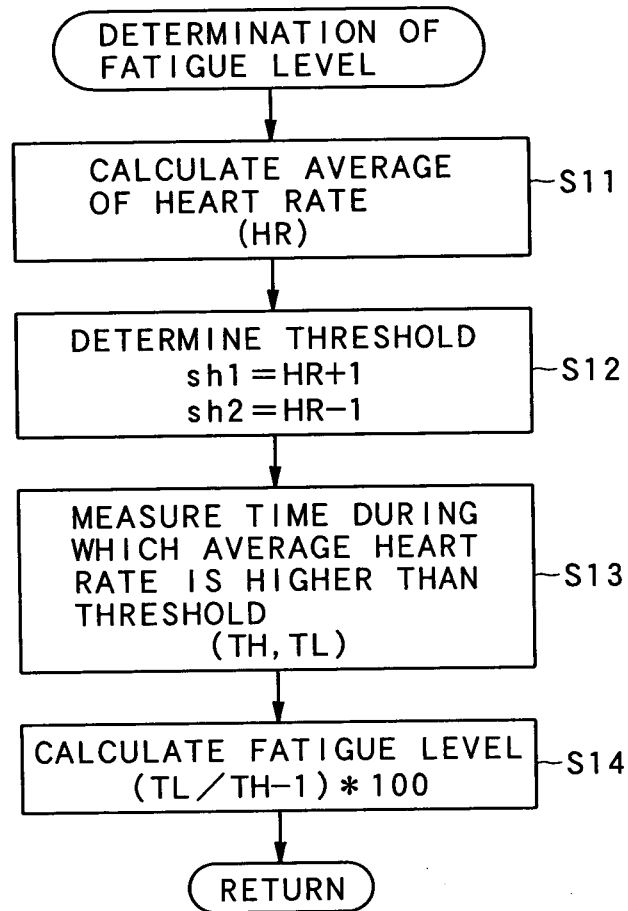 DETERMINATION OF
FATIGUE LEVEL
CALCULATE AVERAGE
OF HEART RATE
(HR)
S11
DETERMINE THRESHOLD
sh1=HR+1
sh2=HR-1
S12
MEASURE TIME DURING
WHICH AVERAGE HEART
RATE IS HIGHER THAN
THRESHOLD
(TH, TL)
S13
CALCULATE FATIGUE LEVEL
(TL/TH-1)*100
S14
RETURN